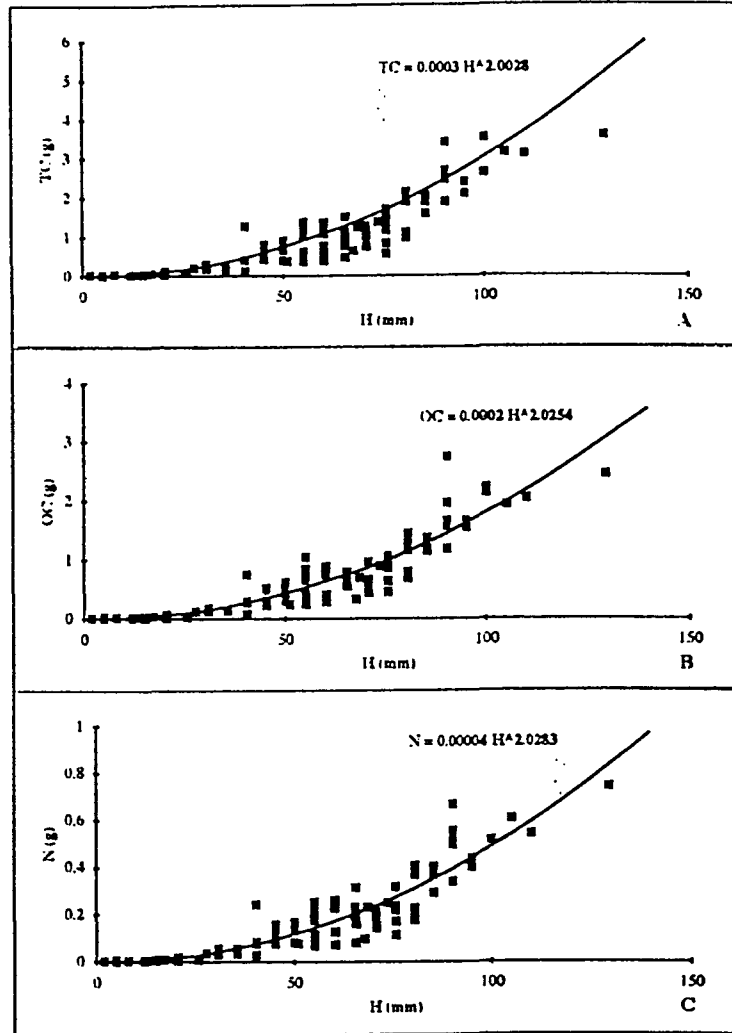 6
TC = 0.0003 H^2.0028
5
4
3
2
1
0
TC (g)
0 50 100 150
H (mm)
A
4
OC = 0.0002 H^2.0254
3
2
1
0
OC (g)
0 50 100 150
H (mm)
B
1
N = 0.00004 H^2.0283
0.8
0.6
0.4
0.2
0
N (g)
0 50 100 150
H (mm)
C